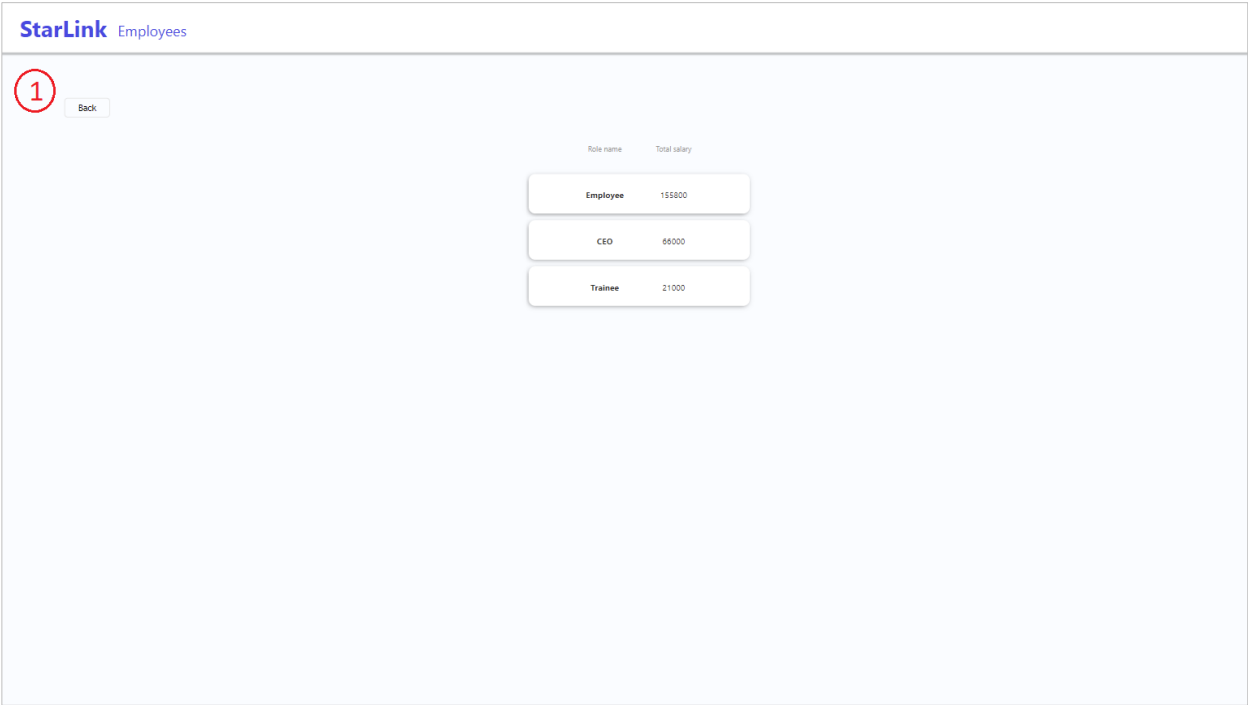 StarLink Employees
1
Back
Role name Total salary
Employee 155800
CEO 66000
Trainee 21000